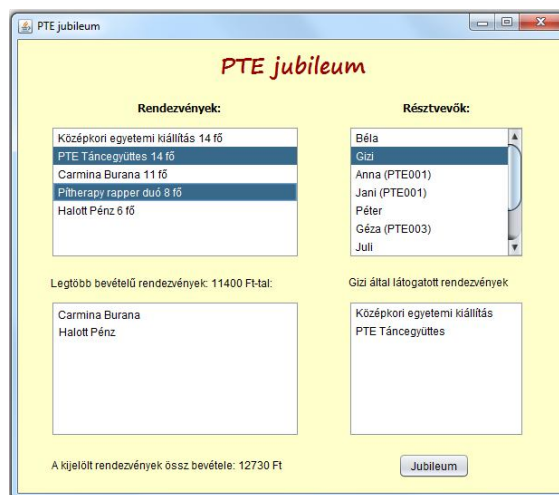 PTE jubileum
PTE jubileum
Rendezvények:
Középkori egyetemi kiállítás 14 fő
PTE Táncegyüttes 14 fő
Carmina Burana 11 fő
Pitherapy rapper duó 8 fő
Halott Pénz 6 fő
Résztvevők:
Béla
Gizi
Anna (PTE001)
Jani (PTE001)
Péter
Géza (PTE003)
Juli
Legtöbb bevételű rendezvények: 11400 Ft-tal:
Carmina Burana
Halott Pénz
Gizi által látogatott rendezvények
Középkori egyetemi kiállítás
PTE Táncegyüttes
A kijelölt rendezvények össz bevétele: 12730 Ft
Jubileum